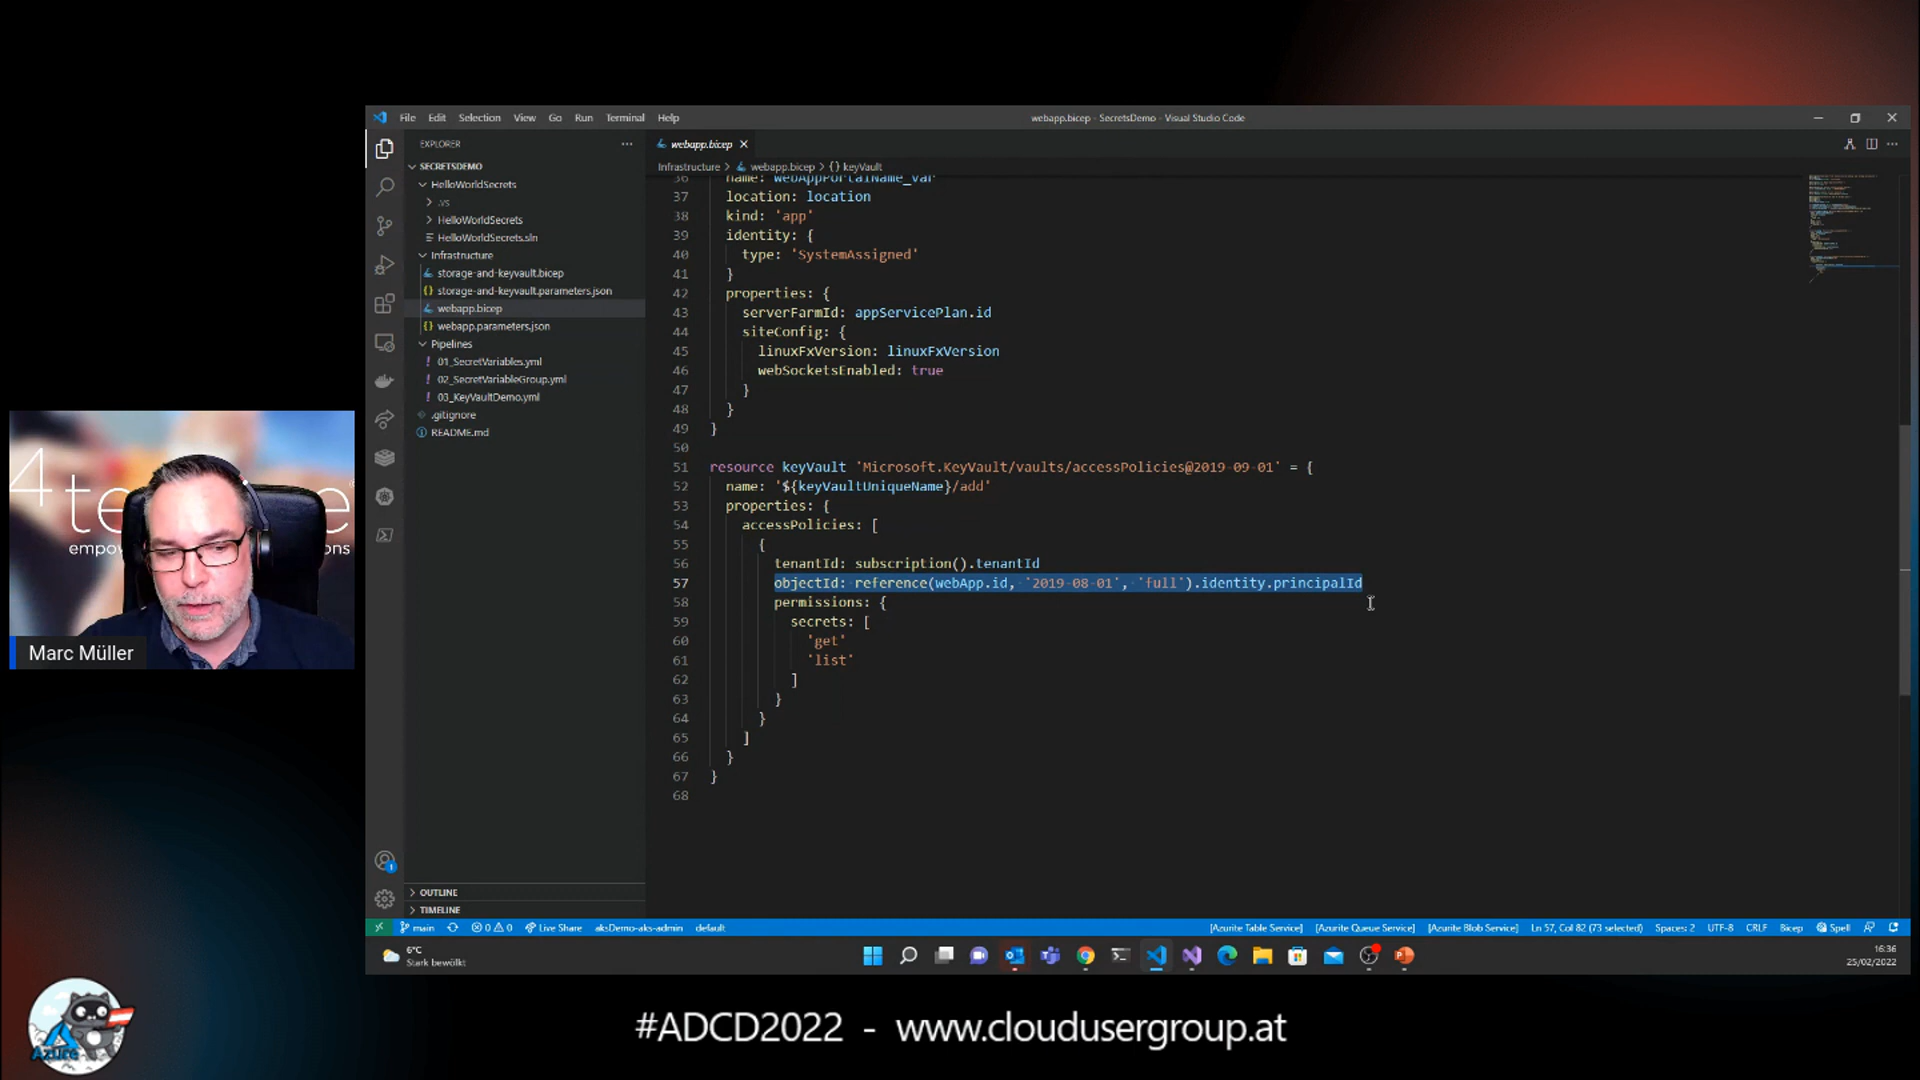 File Edit Selection View Go Run Terminal Help
webapp.bicep - SecretsDemo - Visual Studio Code
EXPLORER
SECRETSDEMO
HelloWorldSecrets
.vs
HelloWorldSecrets
HelloWorldSecrets.sln
Infrastructure
storage-and-keyvault.bicep
storage-and-keyvault.parameters.json
webapp.bicep
webapp.parameters.json
Pipelines
01_SecretVariables.yml
02_SecretVariableGroup.yml
03_KeyVaultDemo.yml
.gitignore
README.md
OUTLINE
TIMELINE
webapp.bicep
Infrastructure > webapp.bicep > {} keyVault
36 name: webAppPortalName_var
37 location: location
38 kind: 'app'
39 identity: {
40 type: 'SystemAssigned'
41 }
42 properties: {
43 serverFarmId: appServicePlan.id
44 siteConfig: {
45 linuxFxVersion: linuxFxVersion
46 webSocketsEnabled: true
47 }
48 }
49 }
50
51 resource keyVault 'Microsoft.KeyVault/vaults/accessPolicies@2019-09-01' = {
52 name: '${keyVaultUniqueName}/add'
53 properties: {
54 accessPolicies: [
55 {
56 tenantId: subscription().tenantId
57 objectId: reference(webApp.id, '2019-08-01', 'full').identity.principalId
58 permissions: {
59 secrets: [
60 'get'
61 'list'
62 ]
63 }
64 }
65 ]
66 }
67 }
68
main 0 0 Live Share aksDemo-aks-admin default
[Azurite Table Service] [Azurite Queue Service] [Azurite Blob Service] Ln 57, Col 82 (73 selected) Spaces: 2 UTF-8 CRLF Bicep Spell
6°C
Stark bewölkt
16:36
25/02/2022
4te
empo
ons
Marc Müller
Azure
#ADCD2022 - www.cloudusergroup.at